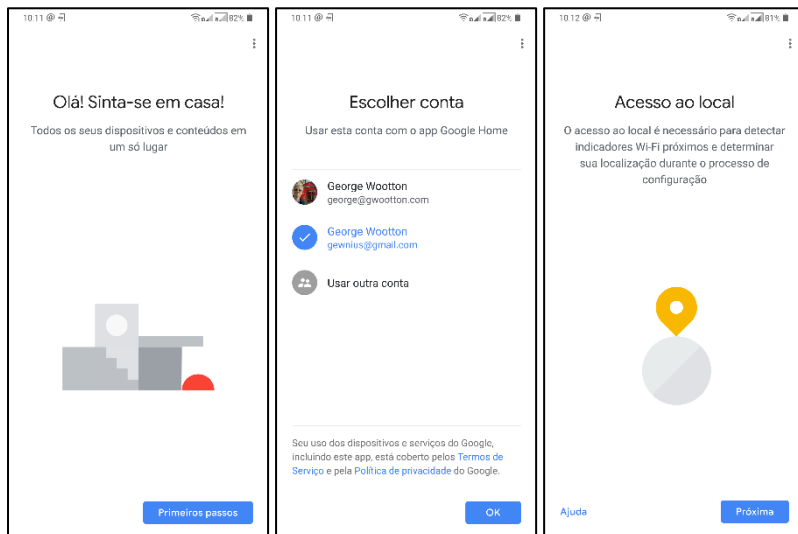 10.11 @
82%
Olá! Sinta-se em casa!
Todos os seus dispositivos e conteúdos em
um só lugar
Primeiros passos
10.11 @
82%
Escolher conta
Usar esta conta com o app Google Home
George Wootton
george@gwootton.com
George Wootton
gewnius@gmail.com
Usar outra conta
Seu uso dos dispositivos e serviços do Google,
incluindo este app, está coberto pelos Termos de
Serviço e pela Política de privacidade do Google.
OK
10.12 @
81%
Acesso ao local
O acesso ao local é necessário para detectar
indicadores Wi-Fi próximos e determinar
sua localização durante o processo de
configuração
Ajuda
Próxima